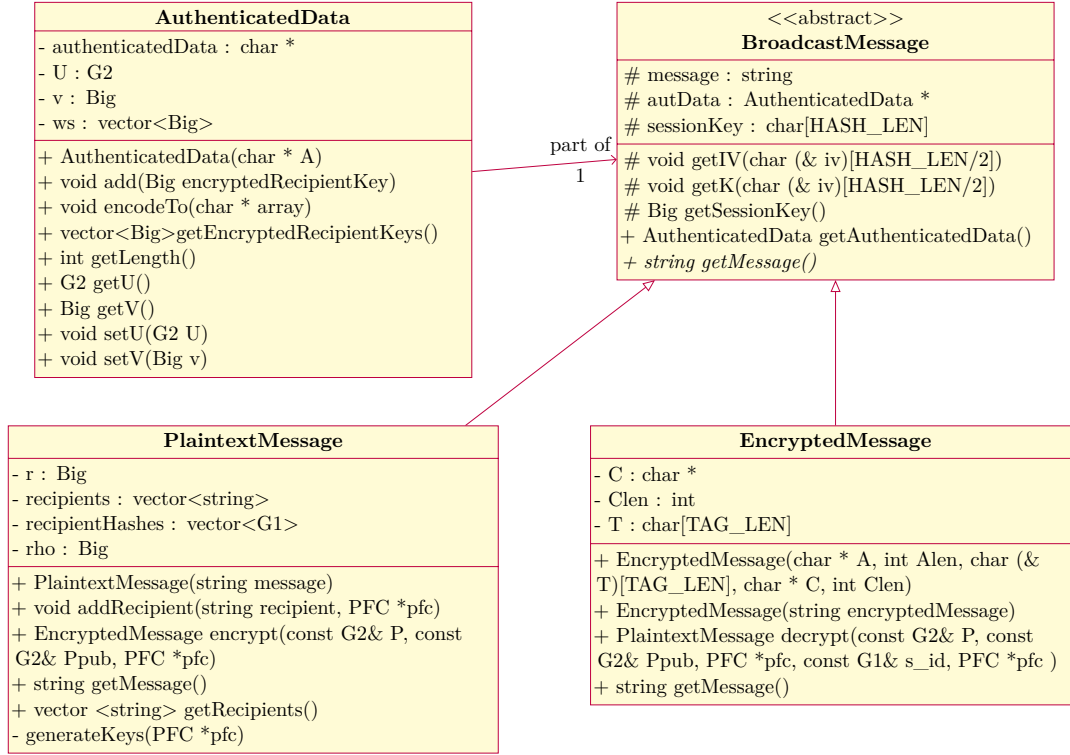 AuthenticatedData
- authenticatedData : char *
- U : G2
- v : Big
- ws : vector<Big>
+ AuthenticatedData(char * A)
+ void add(Big encryptedRecipientKey)
+ void encodeTo(char * array)
+ vector<Big>getEncryptedRecipientKeys()
+ int getLength()
+ G2 getU()
+ Big getV()
+ void setU(G2 U)
+ void setV(Big v)
part of
1
<<abstract>>
BroadcastMessage
# message : string
# autData : AuthenticatedData *
# sessionKey : char[HASH_LEN]
# void getIV(char (& iv)[HASH_LEN/2])
# void getK(char (& iv)[HASH_LEN/2])
# Big getSessionKey()
+ AuthenticatedData getAuthenticatedData()
+ string getMessage()
PlaintextMessage
- r : Big
- recipients : vector<string>
- recipientHashes : vector<G1>
- rho : Big
+ PlaintextMessage(string message)
+ void addRecipient(string recipient, PFC *pfc)
+ EncryptedMessage encrypt(const G2& P, const
G2& Ppub, PFC *pfc)
+ string getMessage()
+ vector <string> getRecipients()
- generateKeys(PFC *pfc)
EncryptedMessage
- C : char *
- Clen : int
- T : char[TAG_LEN]
+ EncryptedMessage(char * A, int Alen, char (&
T)[TAG_LEN], char * C, int Clen)
+ EncryptedMessage(string encryptedMessage)
+ PlaintextMessage decrypt(const G2& P, const
G2& Ppub, PFC *pfc, const G1& s_id, PFC *pfc )
+ string getMessage()